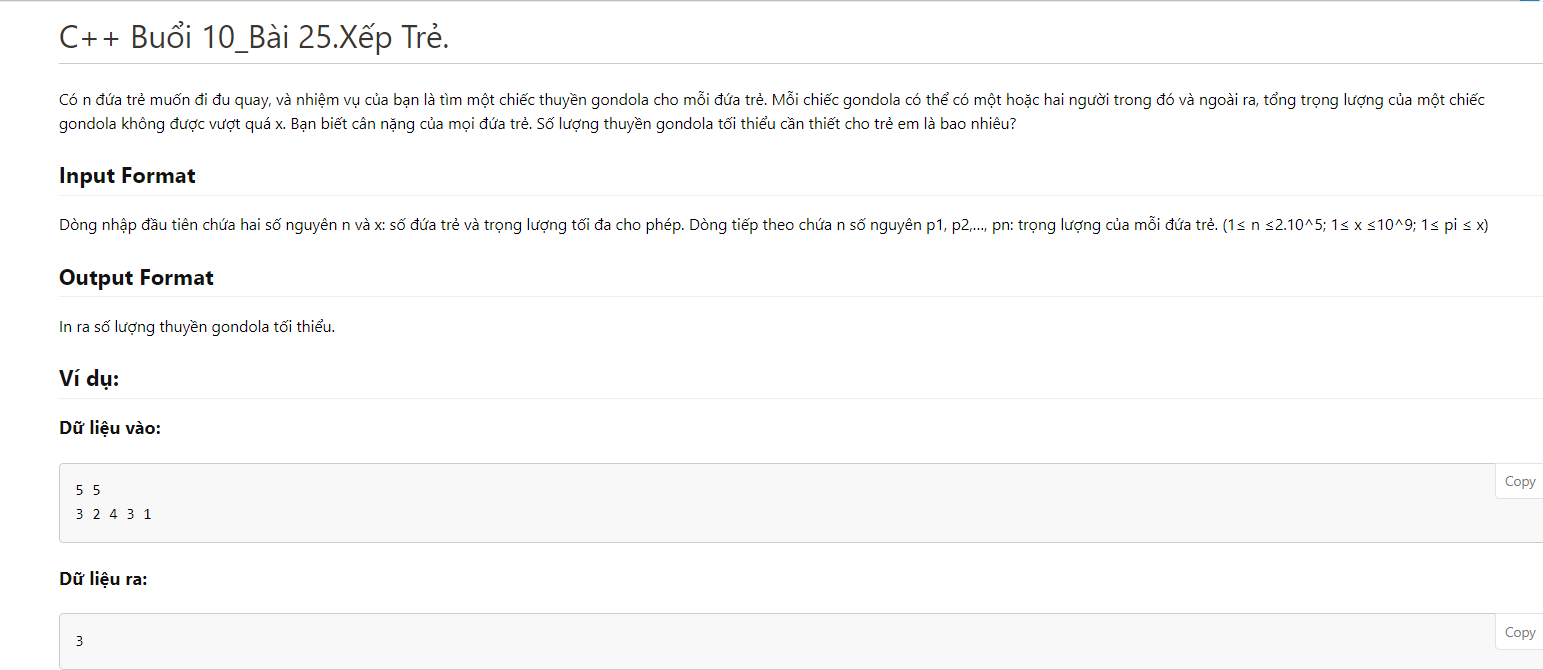 C++ Buổi 10_Bài 25.Xếp Trẻ.
Có n đứa trẻ muốn đi đu quay, và nhiệm vụ của bạn là tìm một chiếc thuyền gondola cho mỗi đứa trẻ. Mỗi chiếc gondola có thể có một hoặc hai người trong đó và ngoài ra, tổng trọng lượng của một chiếc
gondola không được vượt quá x. Bạn biết cân nặng của mọi đứa trẻ. Số lượng thuyền gondola tối thiểu cần thiết cho trẻ em là bao nhiêu?
Input Format
Dòng nhập đầu tiên chứa hai số nguyên n và x: số đứa trẻ và trọng lượng tối đa cho phép. Dòng tiếp theo chứa n số nguyên p1, p2,..., pn: trọng lượng của mỗi đứa trẻ. (1≤ n ≤2.10^5; 1≤ x ≤10^9; 1≤ pi ≤ x)
Output Format
In ra số lượng thuyền gondola tối thiểu.
Ví dụ:
Dữ liệu vào:
Copy
5 5
3 2 4 3 1
Dữ liệu ra:
Copy
3